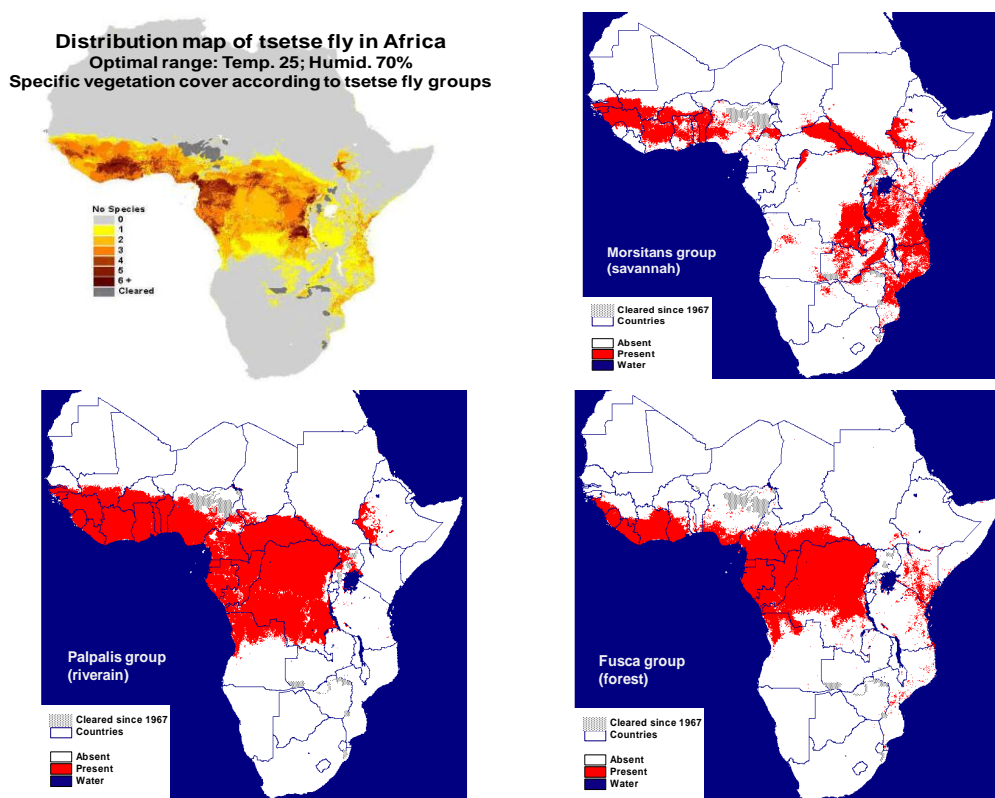 Distribution map of tsetse fly in Africa
Optimal range: Temp. 25; Humid. 70%
Specific vegetation cover according to tsetse fly groups
No Species
0
1
2
3
4
5
6 +
Cleared
Morsitans group
(savannah)
Cleared since 1967
Countries
Absent
Present
Water
Palpalis group
(riverain)
Cleared since 1967
Countries
Absent
Present
Water
Fusca group
(forest)
Cleared since 1967
Countries
Absent
Present
Water